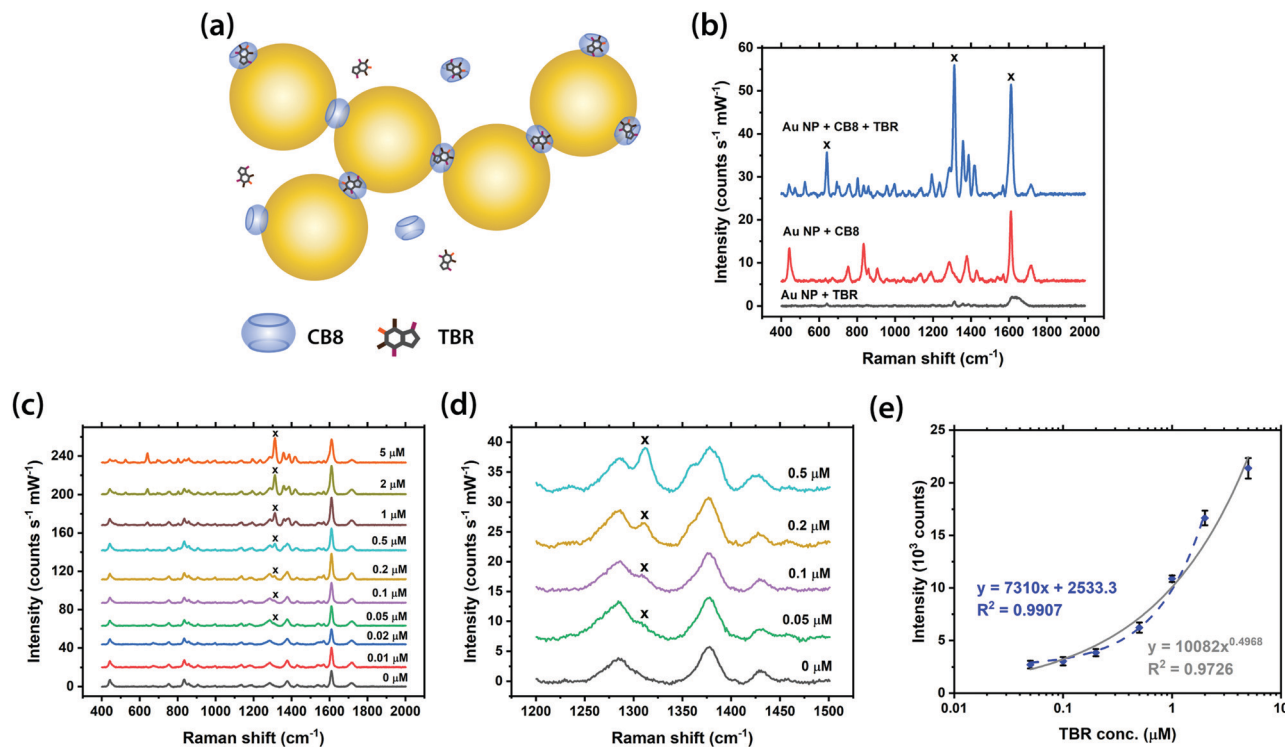 (a)
CB8
TBR
(b)
Intensity (counts s⁻¹ mW⁻¹)
60
50
40
30
20
10
0
x
x
x
Au NP + CB8 + TBR
Au NP + CB8
Au NP + TBR
400 600 800 1000 1200 1400 1600 1800 2000
Raman shift (cm⁻¹)
(c)
Intensity (counts s⁻¹ mW⁻¹)
240
200
160
120
80
40
0
x
5 μM
x
2 μM
x
1 μM
x
0.5 μM
x
0.2 μM
x
0.1 μM
x
0.05 μM
0.02 μM
0.01 μM
0 μM
400 600 800 1000 1200 1400 1600 1800 2000
Raman shift (cm⁻¹)
(d)
Intensity (counts s⁻¹ mW⁻¹)
40
35
30
25
20
15
10
5
0
x
0.5 μM
x
0.2 μM
x
0.1 μM
x
0.05 μM
0 μM
1200 1250 1300 1350 1400 1450 1500
Raman shift (cm⁻¹)
(e)
Intensity (10³ counts)
25
20
15
10
5
0
y = 7310x + 2533.3
R² = 0.9907
y = 10082x⁰·⁴⁹⁶⁸
R² = 0.9726
0.01 0.1 1 10
TBR conc. (μM)